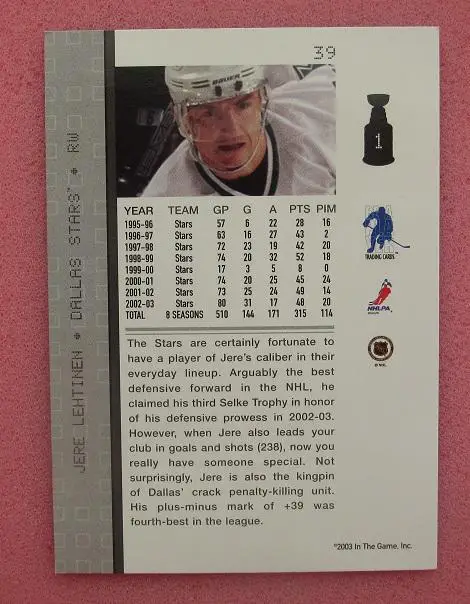 39
BAUER
1
JERE LEHTINEN * DALLAS STARS™ * RW
YEAR TEAM GP G A PTS PIM
1995-96 Stars 57 6 22 28 16
1996-97 Stars 63 16 27 43 2
1997-98 Stars 72 23 19 42 20
1998-99 Stars 74 20 32 52 18
1999-00 Stars 17 3 5 8 0
2000-01 Stars 74 20 25 45 24
2001-02 Stars 73 25 24 49 14
2002-03 Stars 80 31 17 48 20
TOTAL 8 SEASONS 510 144 171 315 114
The Stars are certainly fortunate to
have a player of Jere's caliber in their
everyday lineup. Arguably the best
defensive forward in the NHL, he
claimed his third Selke Trophy in honor
of his defensive prowess in 2002-03.
However, when Jere also leads your
club in goals and shots (238), now you
really have someone special. Not
surprisingly, Jere is also the kingpin
of Dallas' crack penalty-killing unit.
His plus-minus mark of +39 was
fourth-best in the league.
TRADING CARDS
NHLPA
© NHL
©2003 In The Game, Inc.